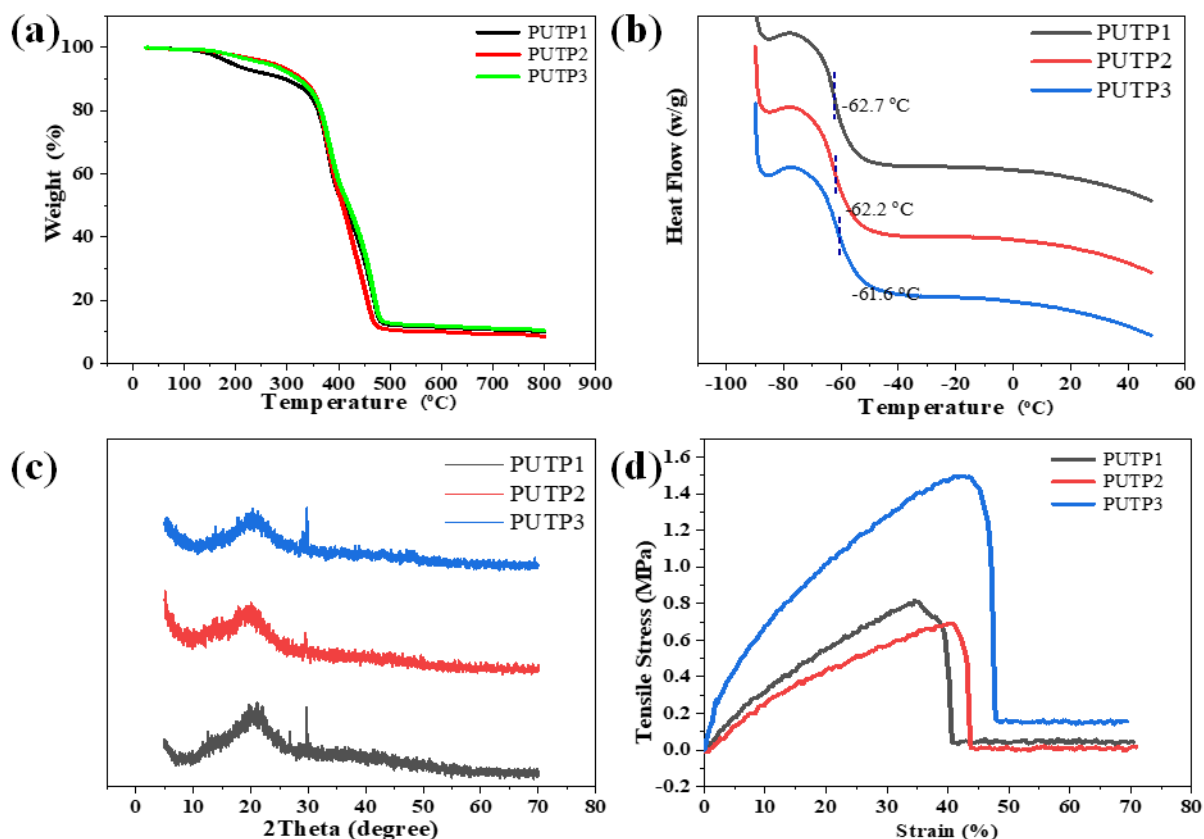 (a)
PUTP1
PUTP2
PUTP3
100
80
60
40
20
0
Weight (%)
0 100 200 300 400 500 600 700 800 900
Temperature (℃)
(b)
PUTP1
PUTP2
PUTP3
-62.7 ℃
-62.2 ℃
-61.6 ℃
Heat Flow (w/g)
-100 -80 -60 -40 -20 0 20 40 60
Temperature (℃)
(c)
PUTP1
PUTP2
PUTP3
0 10 20 30 40 50 60 70 80
2Theta (degree)
(d)
PUTP1
PUTP2
PUTP3
1.6
1.4
1.2
1.0
0.8
0.6
0.4
0.2
0.0
-0.2
Tensile Stress (MPa)
0 10 20 30 40 50 60 70 80
Strain (%)